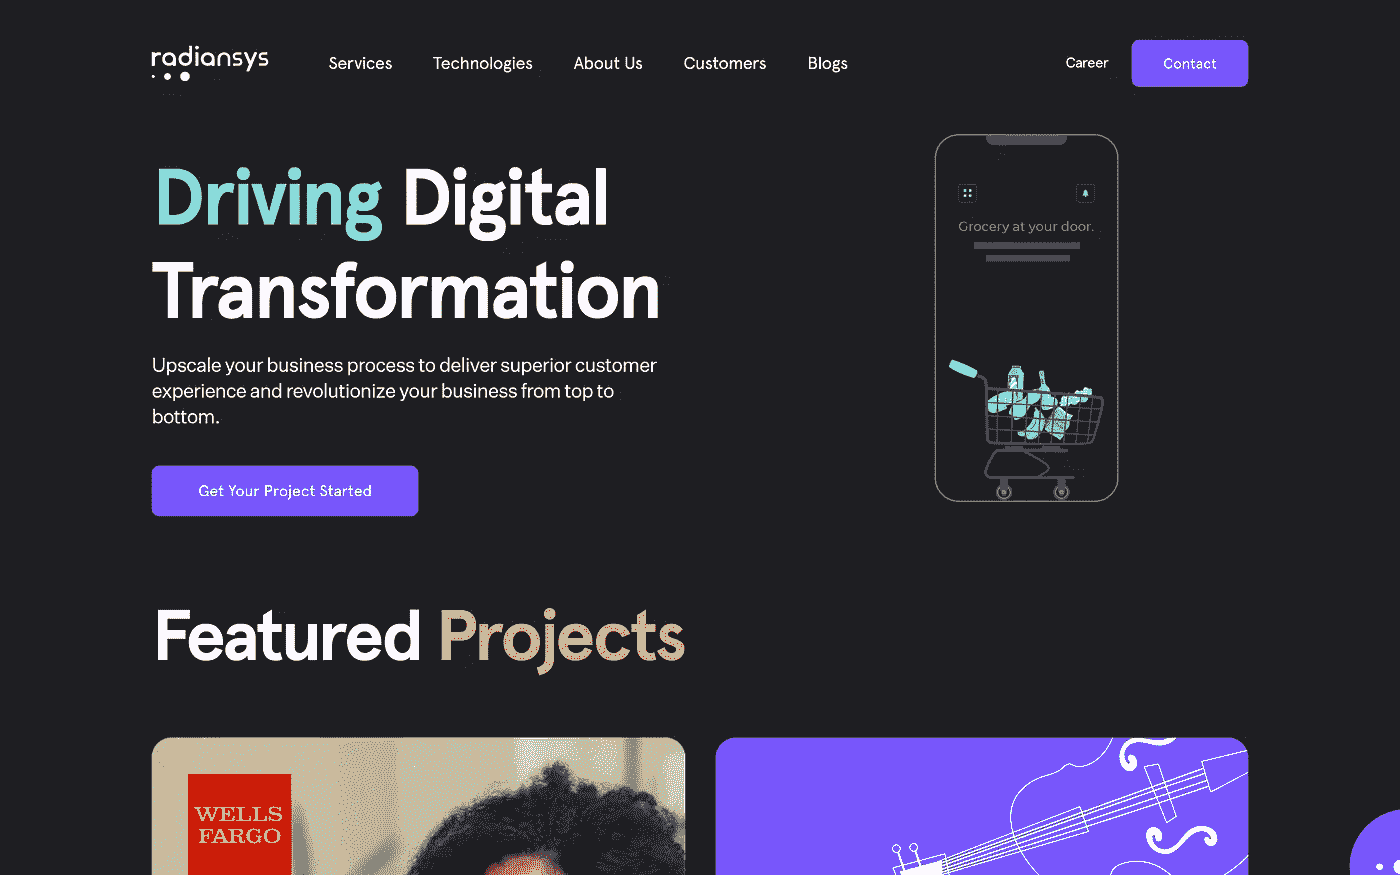 radiansys
Services
Technologies
About Us
Customers
Blogs
Career
Contact
Driving Digital
Transformation
Upscale your business process to deliver superior customer
experience and revolutionize your business from top to
bottom.
Get Your Project Started
Grocery at your door.
Featured Projects
WELLS
FARGO